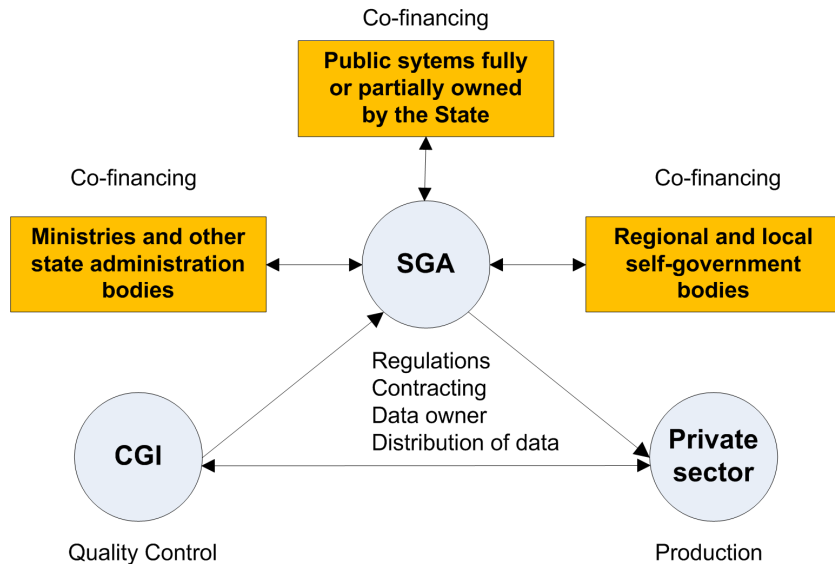 Co-financing
Public sytems fully
or partially owned
by the State
Co-financing
Co-financing
Ministries and other
state administration
bodies
SGA
Regional and local
self-government
bodies
Regulations
Contracting
Data owner
Distribution of data
CGI
Private
sector
Quality Control
Production